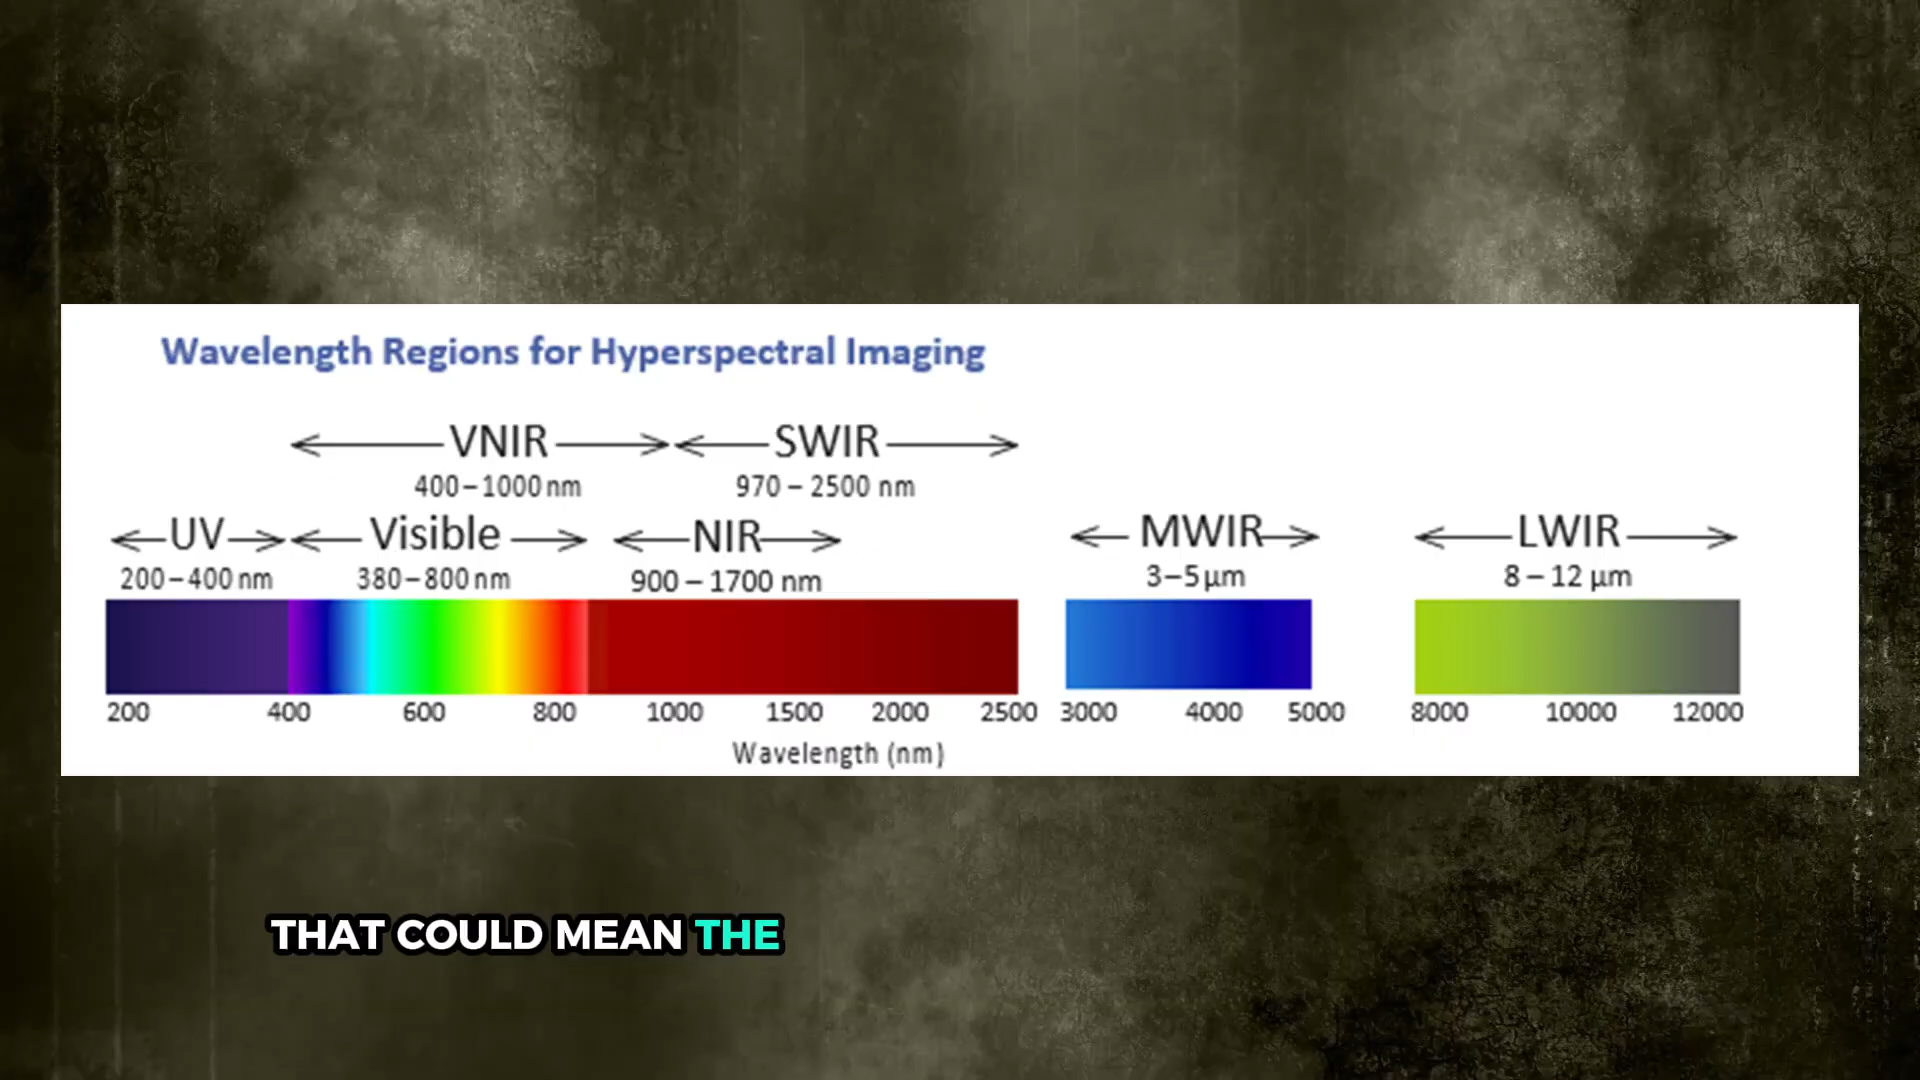 Wavelength Regions for Hyperspectral Imaging
VNIR SWIR
400–1000 nm 970 – 2500 nm
UV Visible NIR MWIR LWIR
200–400 nm 380–800 nm 900 – 1700 nm 3–5 µm 8 – 12 µm
200 400 600 800 1000 1500 2000 2500 3000 4000 5000 8000 10000 12000
Wavelength (nm)
THAT COULD MEAN THE